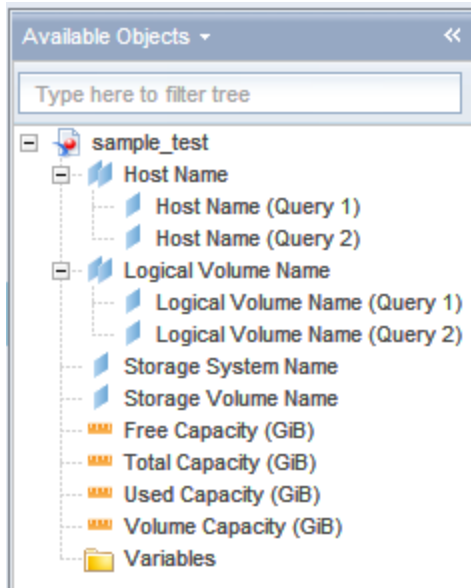 Available Objects
Type here to filter tree
sample_test
Host Name
Host Name (Query 1)
Host Name (Query 2)
Logical Volume Name
Logical Volume Name (Query 1)
Logical Volume Name (Query 2)
Storage System Name
Storage Volume Name
Free Capacity (GiB)
Total Capacity (GiB)
Used Capacity (GiB)
Volume Capacity (GiB)
Variables